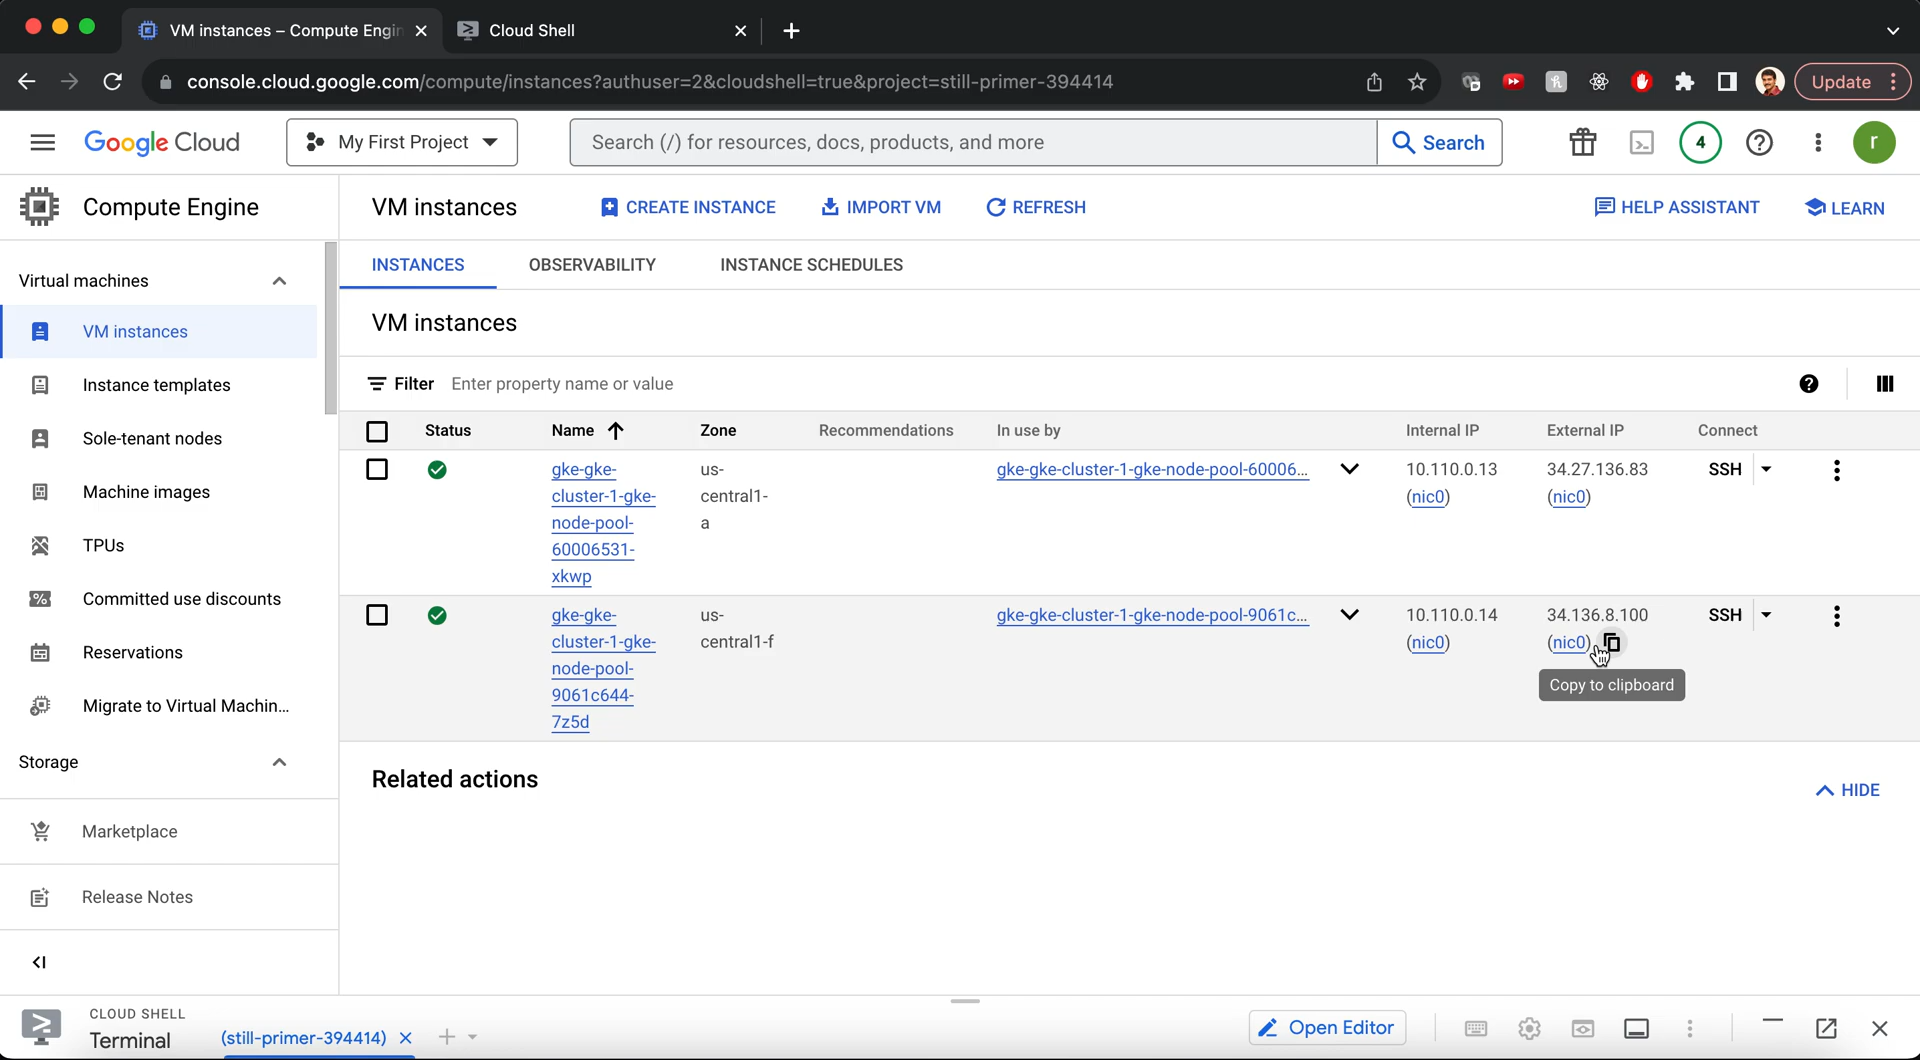 VM instances – Compute Engin
Cloud Shell
console.cloud.google.com/compute/instances?authuser=2&cloudshell=true&project=still-primer-394414
Update
Google Cloud
My First Project
Search (/) for resources, docs, products, and more
Search
4
r
Compute Engine
VM instances
CREATE INSTANCE
IMPORT VM
REFRESH
HELP ASSISTANT
LEARN
Virtual machines
VM instances
Instance templates
Sole-tenant nodes
Machine images
TPUs
Committed use discounts
Reservations
Migrate to Virtual Machin...
Storage
Marketplace
Release Notes
INSTANCES
OBSERVABILITY
INSTANCE SCHEDULES
VM instances
Filter
Enter property name or value
Status
Name
Zone
Recommendations
In use by
Internal IP
External IP
Connect
gke-gke-
cluster-1-gke-
node-pool-
60006531-
xkwp
us-
central1-
a
gke-gke-cluster-1-gke-node-pool-60006...
10.110.0.13
(nic0)
34.27.136.83
(nic0)
SSH
gke-gke-
cluster-1-gke-
node-pool-
9061c644-
7z5d
us-
central1-f
gke-gke-cluster-1-gke-node-pool-9061c...
10.110.0.14
(nic0)
34.136.8.100
(nic0)
SSH
Copy to clipboard
Related actions
HIDE
CLOUD SHELL
Terminal
(still-primer-394414)
Open Editor